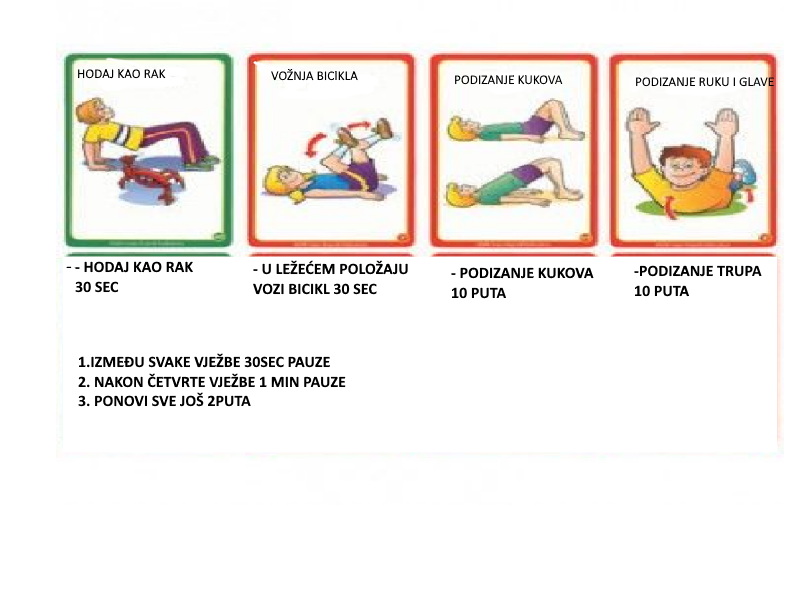 HODAJ KAO RAK
VOŽNJA BICIKLA
PODIZANJE KUKOVA
PODIZANJE RUKU I GLAVE
- - HODAJ KAO RAK
30 SEC
- U LEŽEĆEM POLOŽAJU
VOZI BICIKL 30 SEC
- PODIZANJE KUKOVA
10 PUTA
-PODIZANJE TRUPA
10 PUTA
1.IZMEĐU SVAKE VJEŽBE 30SEC PAUZE
2. NAKON ČETVRTE VJEŽBE 1 MIN PAUZE
3. PONOVI SVE JOŠ 2PUTA